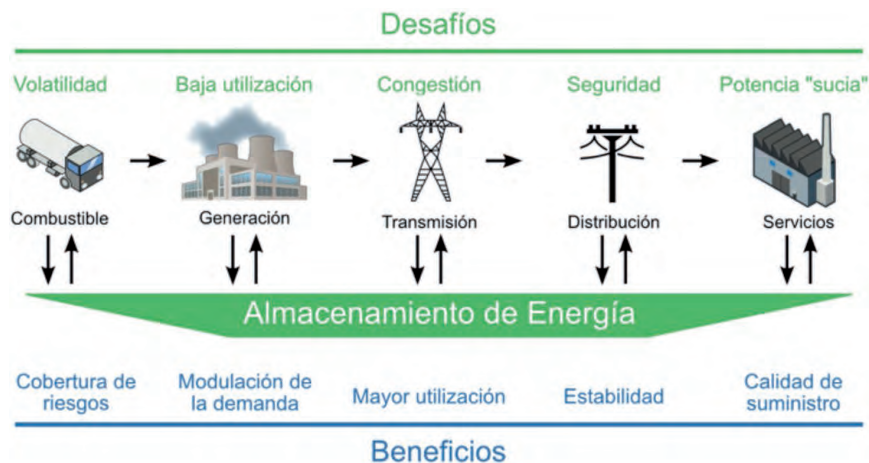 Desafíos
Volatilidad
Baja utilización
Congestión
Seguridad
Potencia "sucia"
Combustible
Generación
Transmisión
Distribución
Servicios
Almacenamiento de Energía
Cobertura de
riesgos
Modulación de
la demanda
Mayor utilización
Estabilidad
Calidad de
suministro
Beneficios